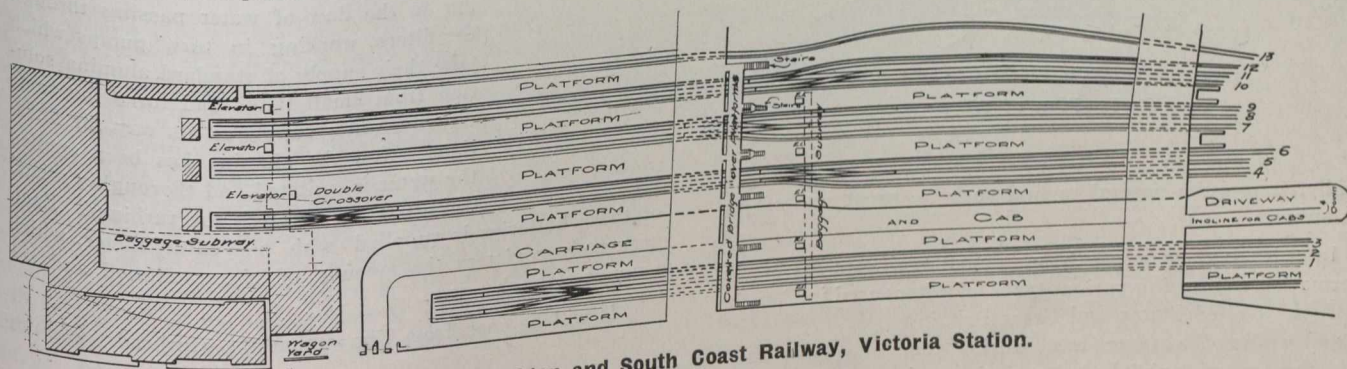 13
12
11
10
9
8
7
6
5
4
3
2
1
Stairs
Stairs
PLATFORM
PLATFORM
PLATFORM
PLATFORM
PLATFORM
PLATFORM
PLATFORM
PLATFORM
PLATFORM
PLATFORM
PLATFORM
PLATFORM
PLATFORM
Elevator
Elevator
Elevator
Double
Crossover
Baggage Subway
Covered Bridge over Platforms
Baggage
Subway
CARRIAGE
AND
CAB
DRIVEWAY
INCLINE FOR CABS
Wagon
Yard
and South Coast Railway, Victoria Station.